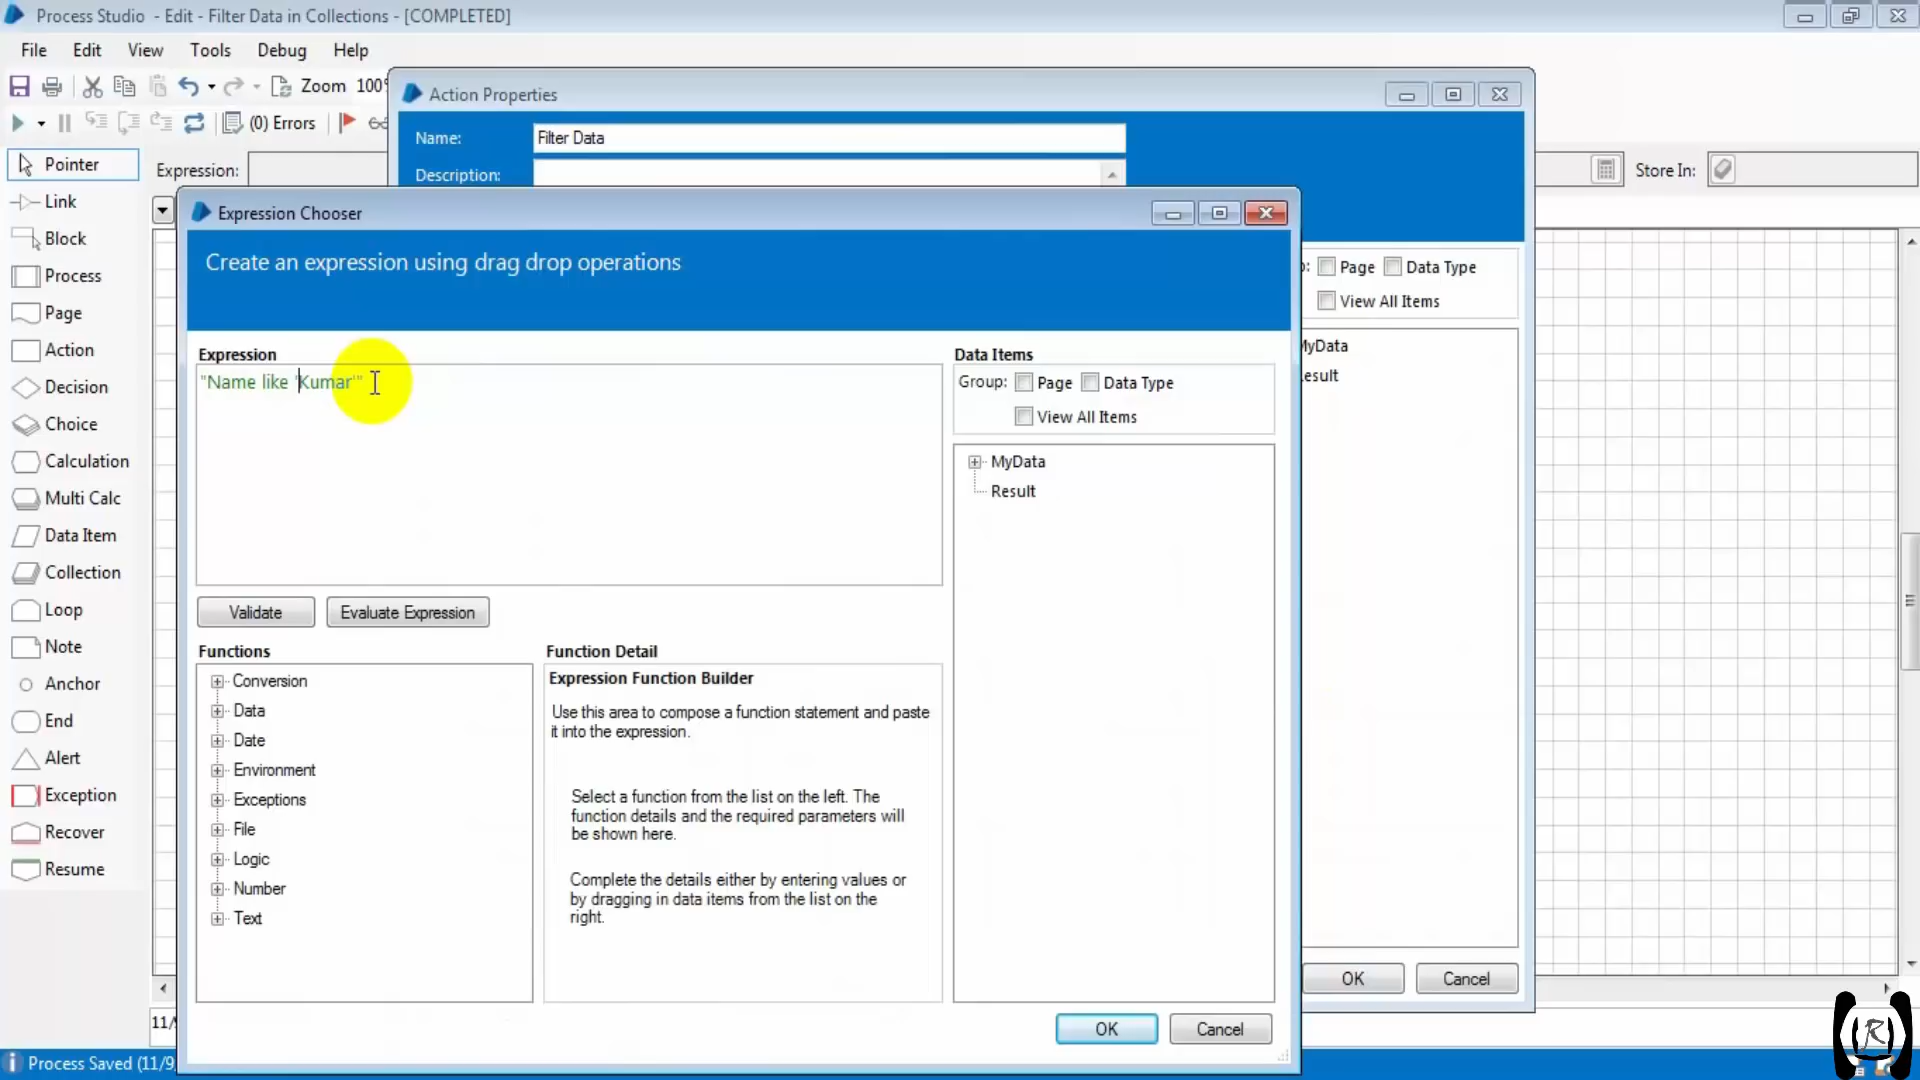 Process Studio - Edit - Filter Data in Collections - [COMPLETED]
File Edit View Tools Debug Help
Zoom 100%
(0) Errors
Pointer
Link
Block
Process
Page
Action
Decision
Choice
Calculation
Multi Calc
Data Item
Collection
Loop
Note
Anchor
End
Alert
Exception
Recover
Resume
Expression:
Store In:
Action Properties
Name: Filter Data
Description:
Page Data Type
View All Items
MyData
Result
OK Cancel
Expression Chooser
Create an expression using drag drop operations
Expression
"Name like 'Kumar'"
Validate Evaluate Expression
Functions
Conversion
Data
Date
Environment
Exceptions
File
Logic
Number
Text
Function Detail
Expression Function Builder
Use this area to compose a function statement and paste
it into the expression.
Select a function from the list on the left. The
function details and the required parameters will
be shown here.
Complete the details either by entering values or
by dragging in data items from the list on the
right.
Data Items
Group: Page Data Type
View All Items
MyData
Result
OK Cancel
11/9
Process Saved (11/9
R